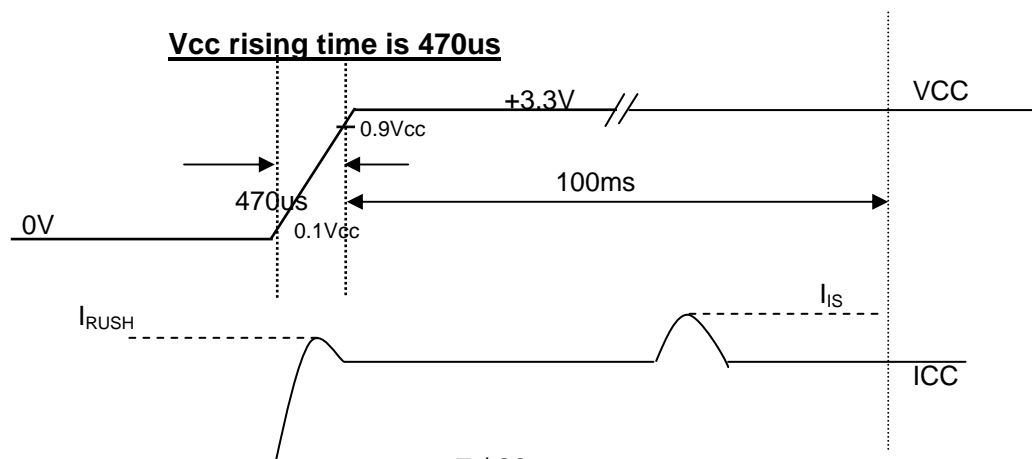 Vcc rising time is 470us
+3.3V
VCC
0.9Vcc
470us
100ms
0V
0.1Vcc
IRUSH
IIS
ICC